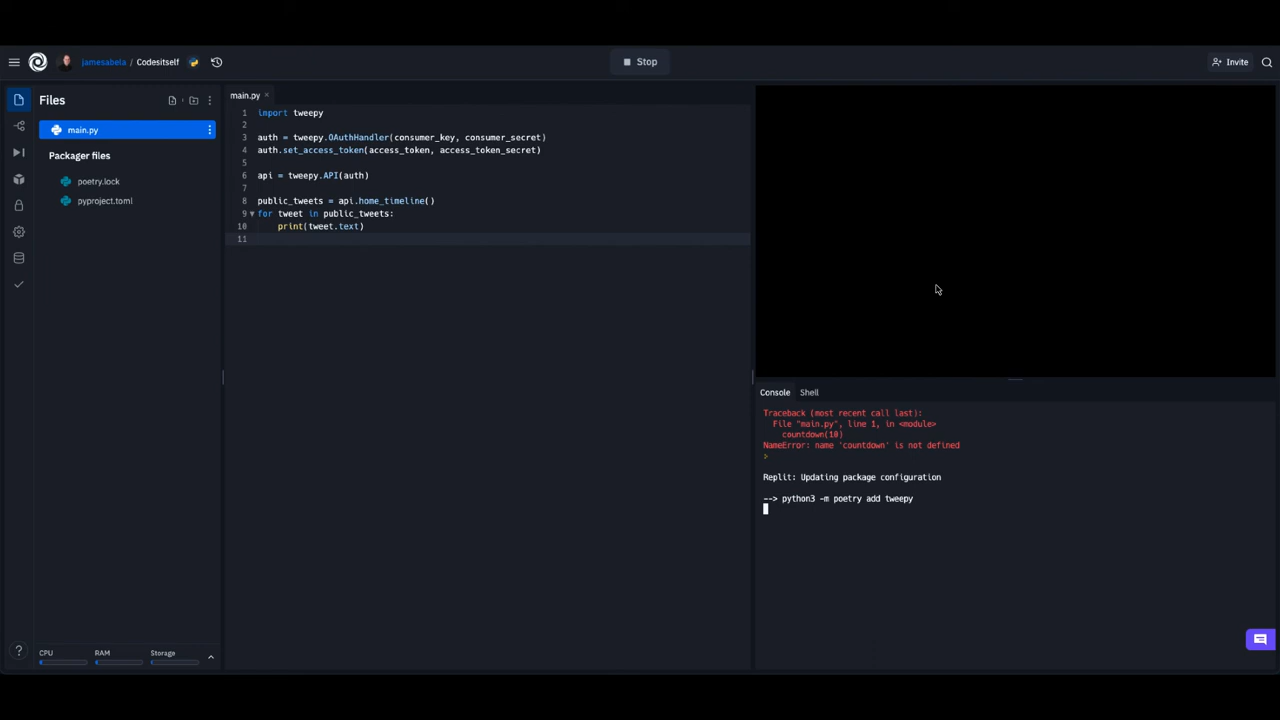 jamesabela / Codesitself
Stop
Invite
Files
main.py
Packager files
poetry.lock
pyproject.toml
CPU
RAM
Storage
main.py ×
1 import tweepy
2
3 auth = tweepy.OAuthHandler(consumer_key, consumer_secret)
4 auth.set_access_token(access_token, access_token_secret)
5
6 api = tweepy.API(auth)
7
8 public_tweets = api.home_timeline()
9 for tweet in public_tweets:
10 print(tweet.text)
11
Console Shell
Traceback (most recent call last):
File "main.py", line 1, in <module>
countdown(10)
NameError: name 'countdown' is not defined
>
Replit: Updating package configuration
--> python3 -m poetry add tweepy